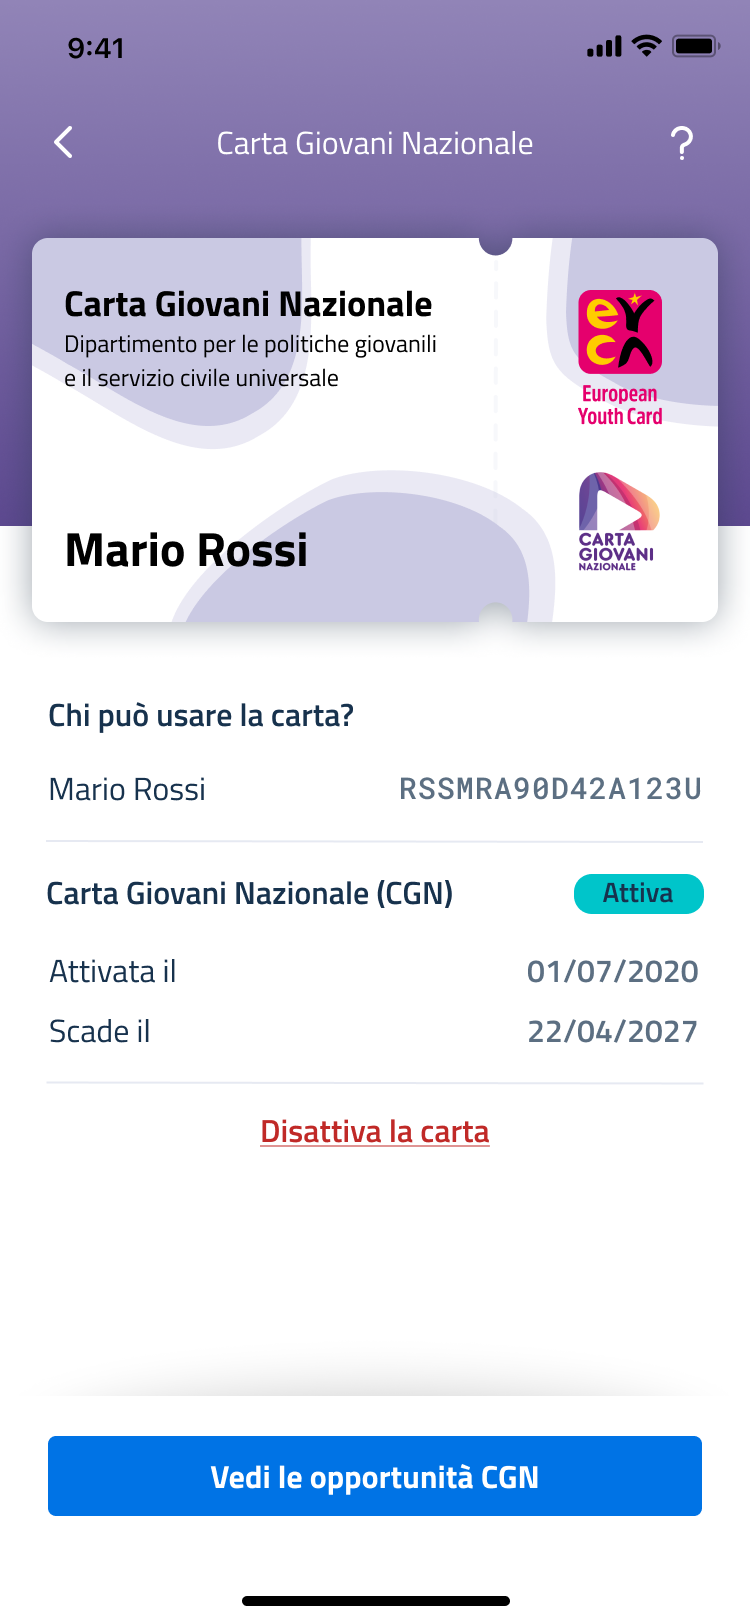 9:41
Carta Giovani Nazionale
Carta Giovani Nazionale
Dipartimento per le politiche giovanili
e il servizio civile universale
eyca
European
Youth Card
Mario Rossi
CARTA
GIOVANI
NAZIONALE
Chi può usare la carta?
Mario Rossi RSSMRA90D42A123U
Carta Giovani Nazionale (CGN) Attiva
Attivata il 01/07/2020
Scade il 22/04/2027
Disattiva la carta
Vedi le opportunità CGN